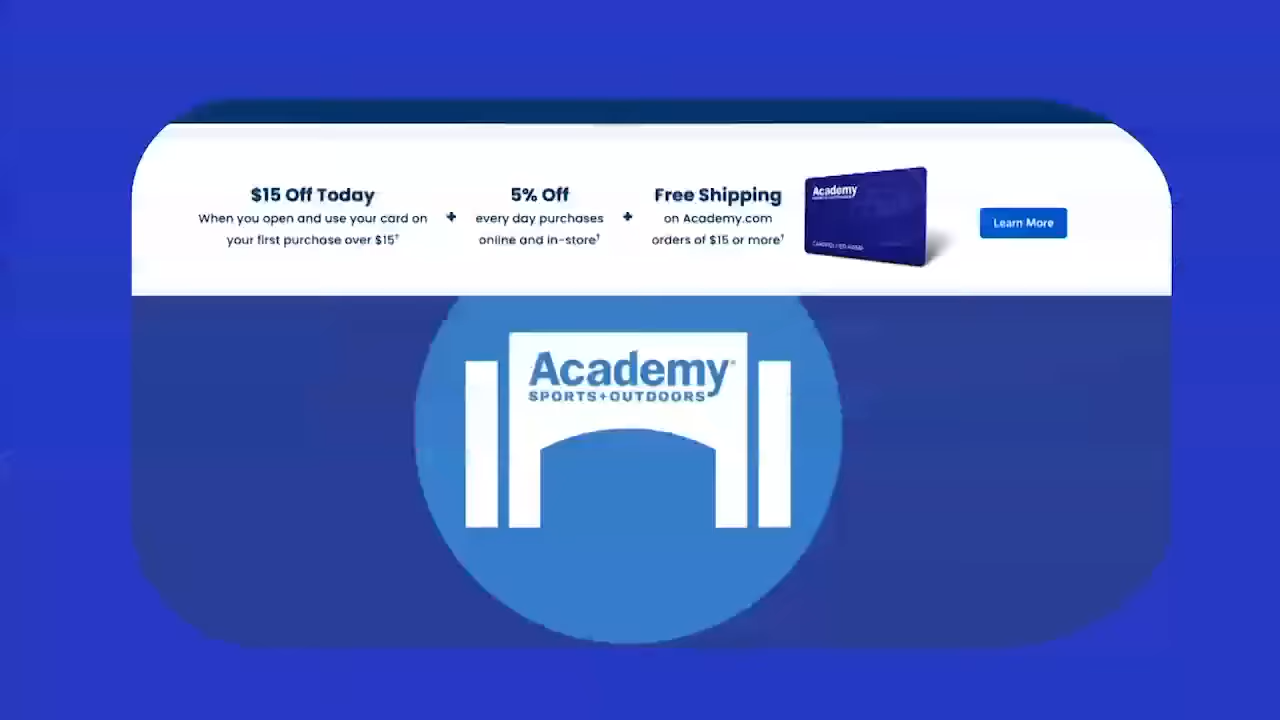 $15 Off Today
When you open and use your card on
your first purchase over $15†
+
5% Off
every day purchases
online and in-store†
+
Free Shipping
on Academy.com
orders of $15 or more†
Academy
SPORTS+OUTDOORS
Learn More
Academy
SPORTS+OUTDOORS